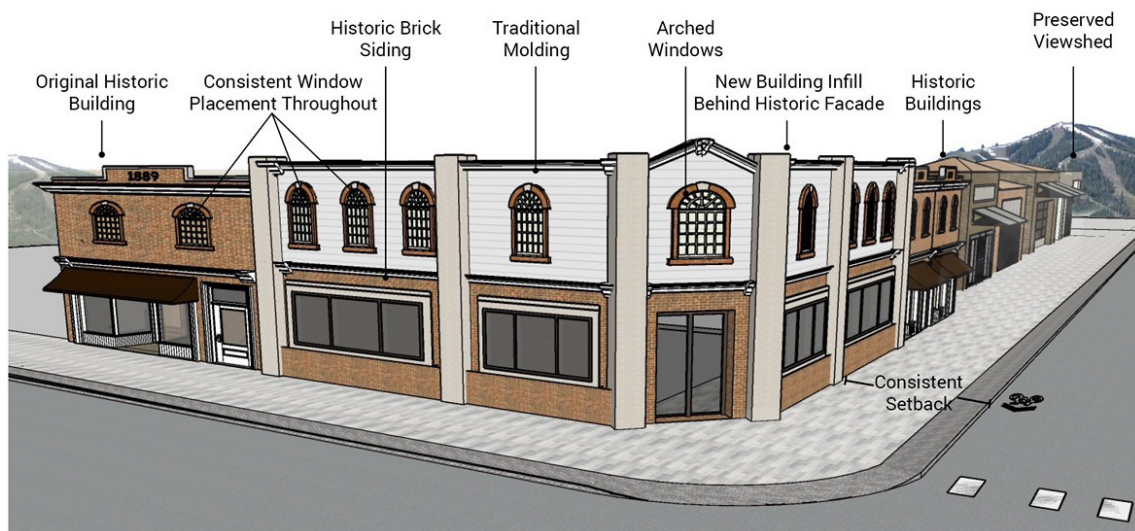 Preserved
Viewshed
Historic Brick
Siding
Traditional
Molding
Arched
Windows
Original Historic
Building
Consistent Window
Placement Throughout
New Building Infill
Behind Historic Facade
Historic
Buildings
1889
Consistent
Setback